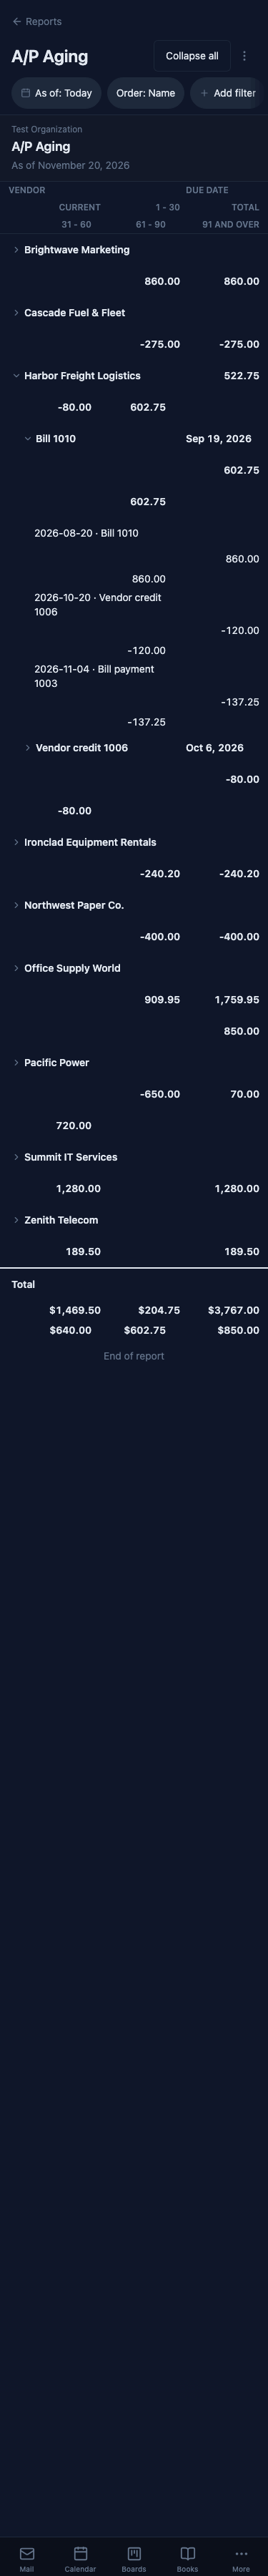 Reports
A/P Aging
Collapse all
As of: Today
Order: Name
+ Add filter
Test Organization
A/P Aging
As of November 20, 2026
VENDOR DUE DATE
CURRENT 1 - 30 TOTAL
31 - 60 61 - 90 91 AND OVER
Brightwave Marketing
860.00 860.00
Cascade Fuel & Fleet
-275.00 -275.00
Harbor Freight Logistics 522.75
-80.00 602.75
Bill 1010 Sep 19, 2026
602.75
602.75
2026-08-20 · Bill 1010
860.00
860.00
2026-10-20 · Vendor credit
1006
-120.00
-120.00
2026-11-04 · Bill payment
1003
-137.25
-137.25
Vendor credit 1006 Oct 6, 2026
-80.00
-80.00
Ironclad Equipment Rentals
-240.20 -240.20
Northwest Paper Co.
-400.00 -400.00
Office Supply World
909.95 1,759.95
850.00
Pacific Power
-650.00 70.00
720.00
Summit IT Services
1,280.00 1,280.00
Zenith Telecom
189.50 189.50
Total
$1,469.50 $204.75 $3,767.00
$640.00 $602.75 $850.00
End of report
Mail Calendar Boards Books More